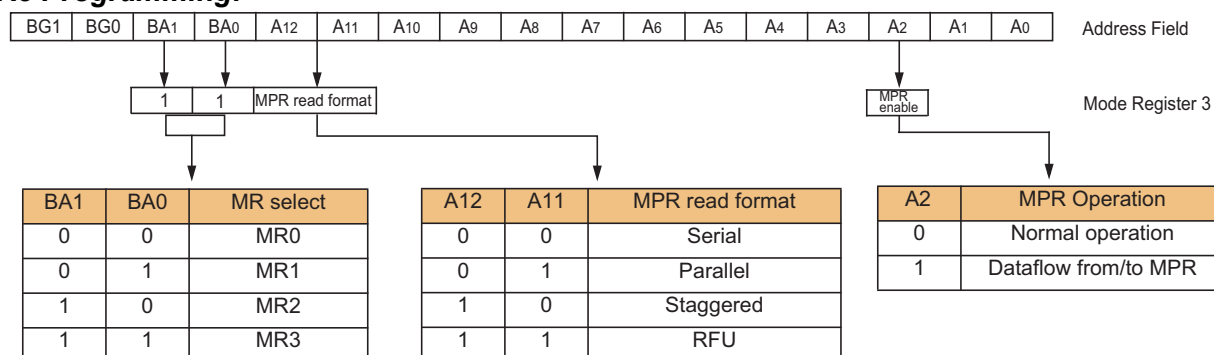 Programming:
BG1 BG0 BA1 BA0 A12 A11 A10 A9 A8 A7 A6 A5 A4 A3 A2 A1 A0 Address Field
1 1 MPR read format MPR enable Mode Register 3
BA1 BA0 MR select
0 0 MR0
0 1 MR1
1 0 MR2
1 1 MR3
A12 A11 MPR read format
0 0 Serial
0 1 Parallel
1 0 Staggered
1 1 RFU
A2 MPR Operation
0 Normal operation
1 Dataflow from/to MPR